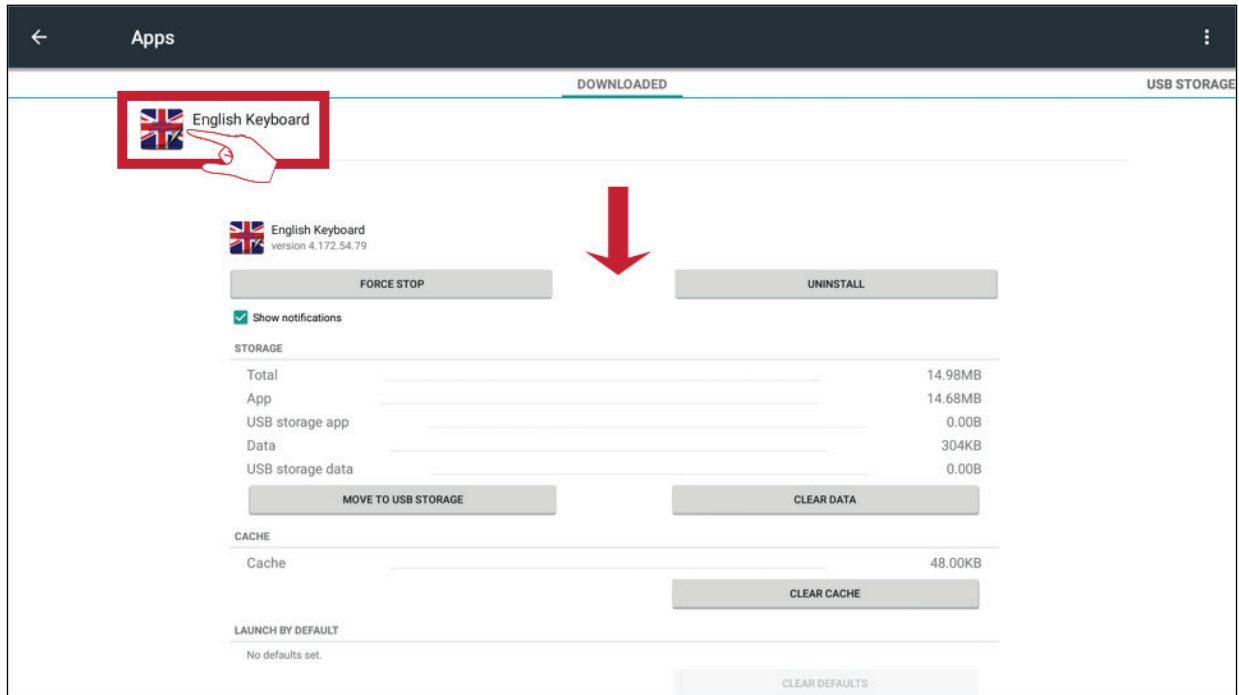 Apps
DOWNLOADED USB STORAGE
English Keyboard
English Keyboard
version 4.172.54.79
FORCE STOP UNINSTALL
Show notifications
STORAGE
Total 14.98MB
App 14.68MB
USB storage app 0.00B
Data 304KB
USB storage data 0.00B
MOVE TO USB STORAGE CLEAR DATA
CACHE
Cache 48.00KB
CLEAR CACHE
LAUNCH BY DEFAULT
No defaults set.
CLEAR DEFAULTS